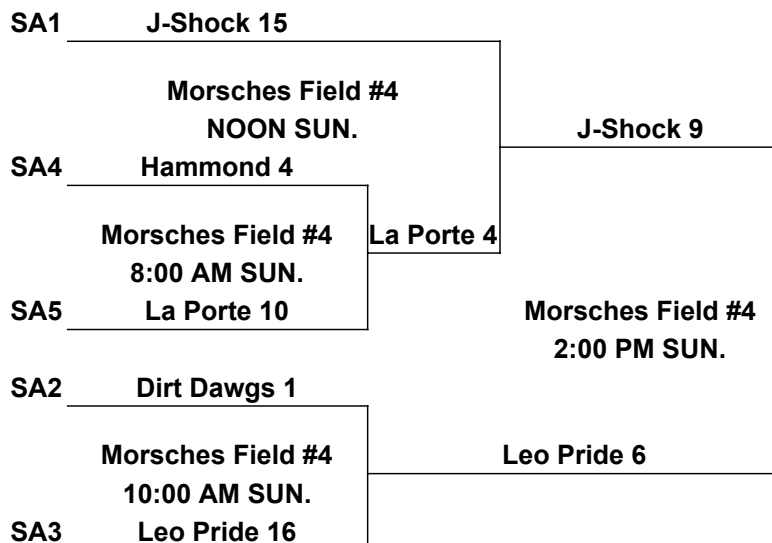 SA1 J-Shock 15
Morsches Field #4
NOON SUN.
J-Shock 9
SA4 Hammond 4
Morsches Field #4
8:00 AM SUN.
La Porte 4
SA5 La Porte 10
Morsches Field #4
2:00 PM SUN.
SA2 Dirt Dawgs 1
Morsches Field #4
10:00 AM SUN.
Leo Pride 6
SA3 Leo Pride 16